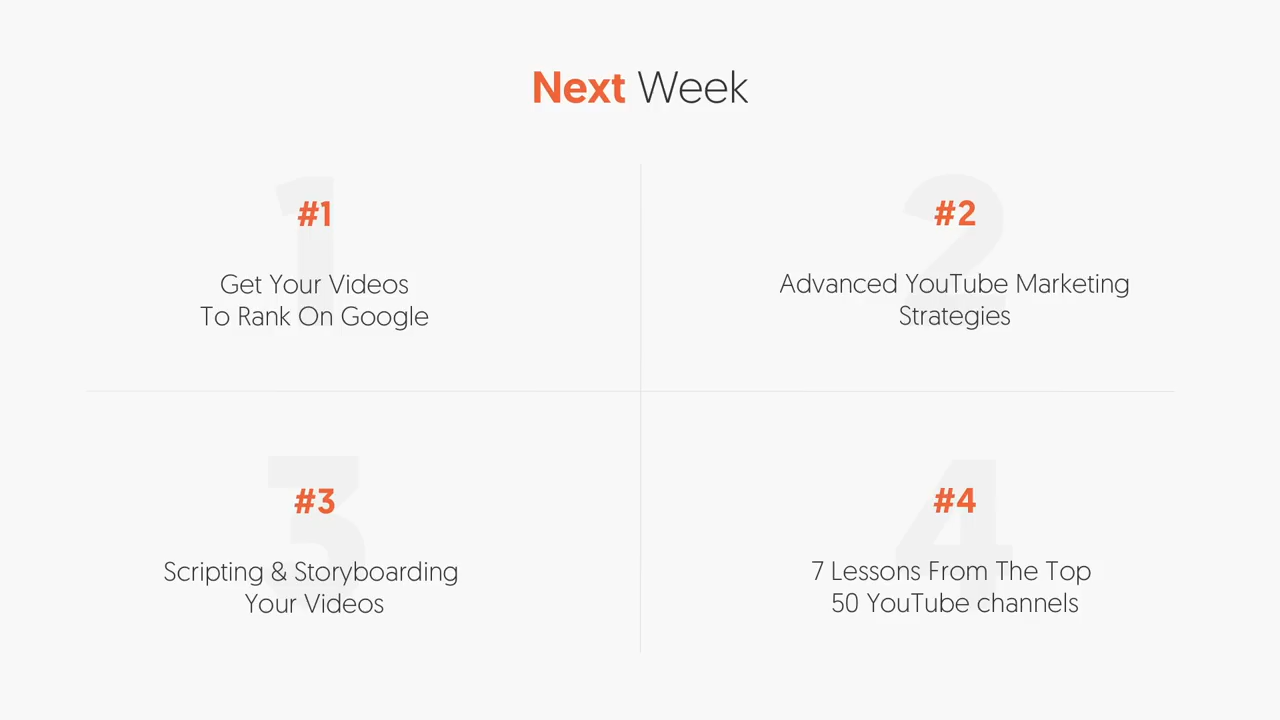 Next Week
#1
Get Your Videos
To Rank On Google
#2
Advanced YouTube Marketing
Strategies
#3
Scripting & Storyboarding
Your Videos
#4
7 Lessons From The Top
50 YouTube channels